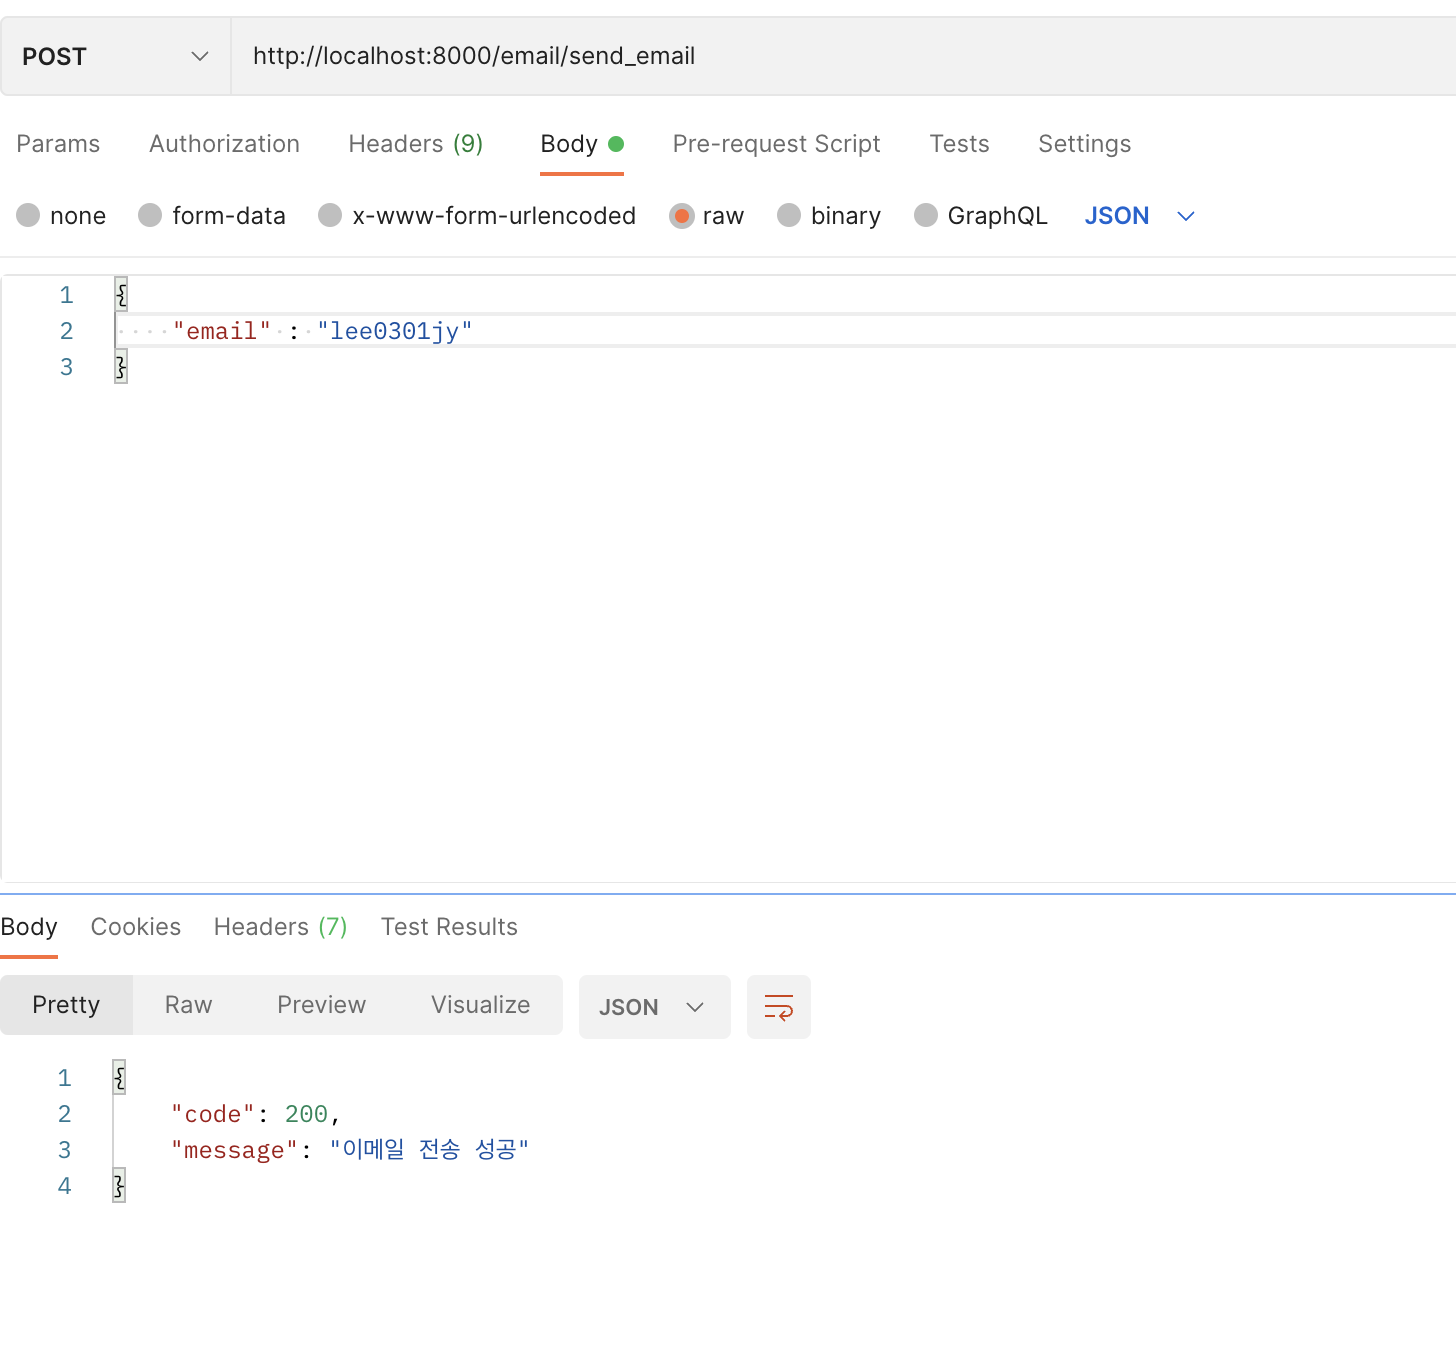 POST http://localhost:8000/email/send_email
Params Authorization Headers (9) Body Pre-request Script Tests Settings
none form-data x-www-form-urlencoded raw binary GraphQL JSON
1 {
2 "email" : "lee0301jy"
3 }
Body Cookies Headers (7) Test Results
Pretty Raw Preview Visualize JSON
1 {
2 "code": 200,
3 "message": "이메일 전송 성공"
4 }